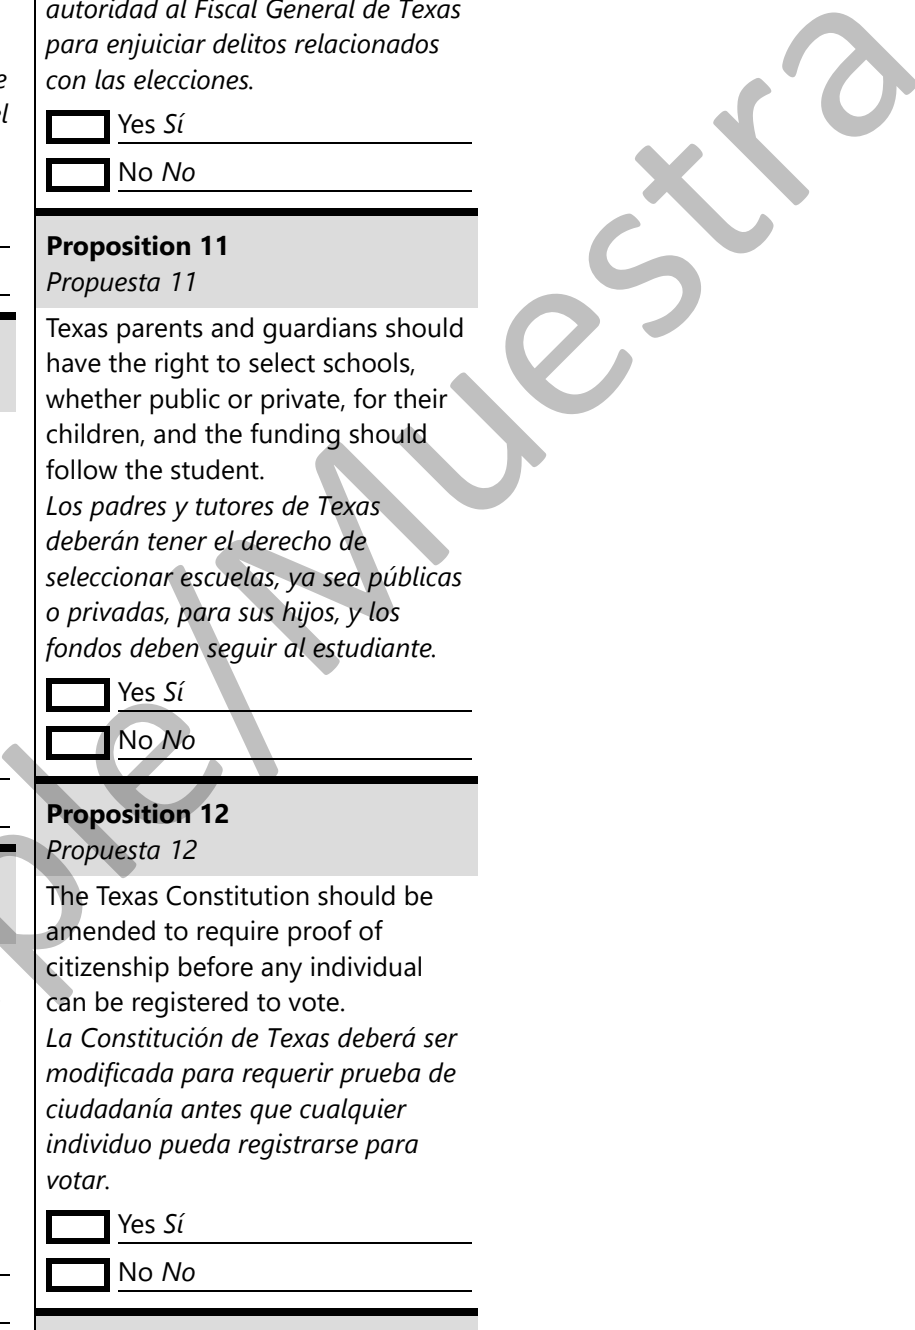 autoridad al Fiscal General de Texas
para enjuiciar delitos relacionados
con las elecciones.
Yes Sí
No No
Proposition 11
Propuesta 11
Texas parents and guardians should
have the right to select schools,
whether public or private, for their
children, and the funding should
follow the student.
Los padres y tutores de Texas
deberán tener el derecho de
seleccionar escuelas, ya sea públicas
o privadas, para sus hijos, y los
fondos deben seguir al estudiante.
Yes Sí
No No
Proposition 12
Propuesta 12
The Texas Constitution should be
amended to require proof of
citizenship before any individual
can be registered to vote.
La Constitución de Texas deberá ser
modificada para requerir prueba de
ciudadanía antes que cualquier
individuo pueda registrarse para
votar.
Yes Sí
No No
ple/Muestra